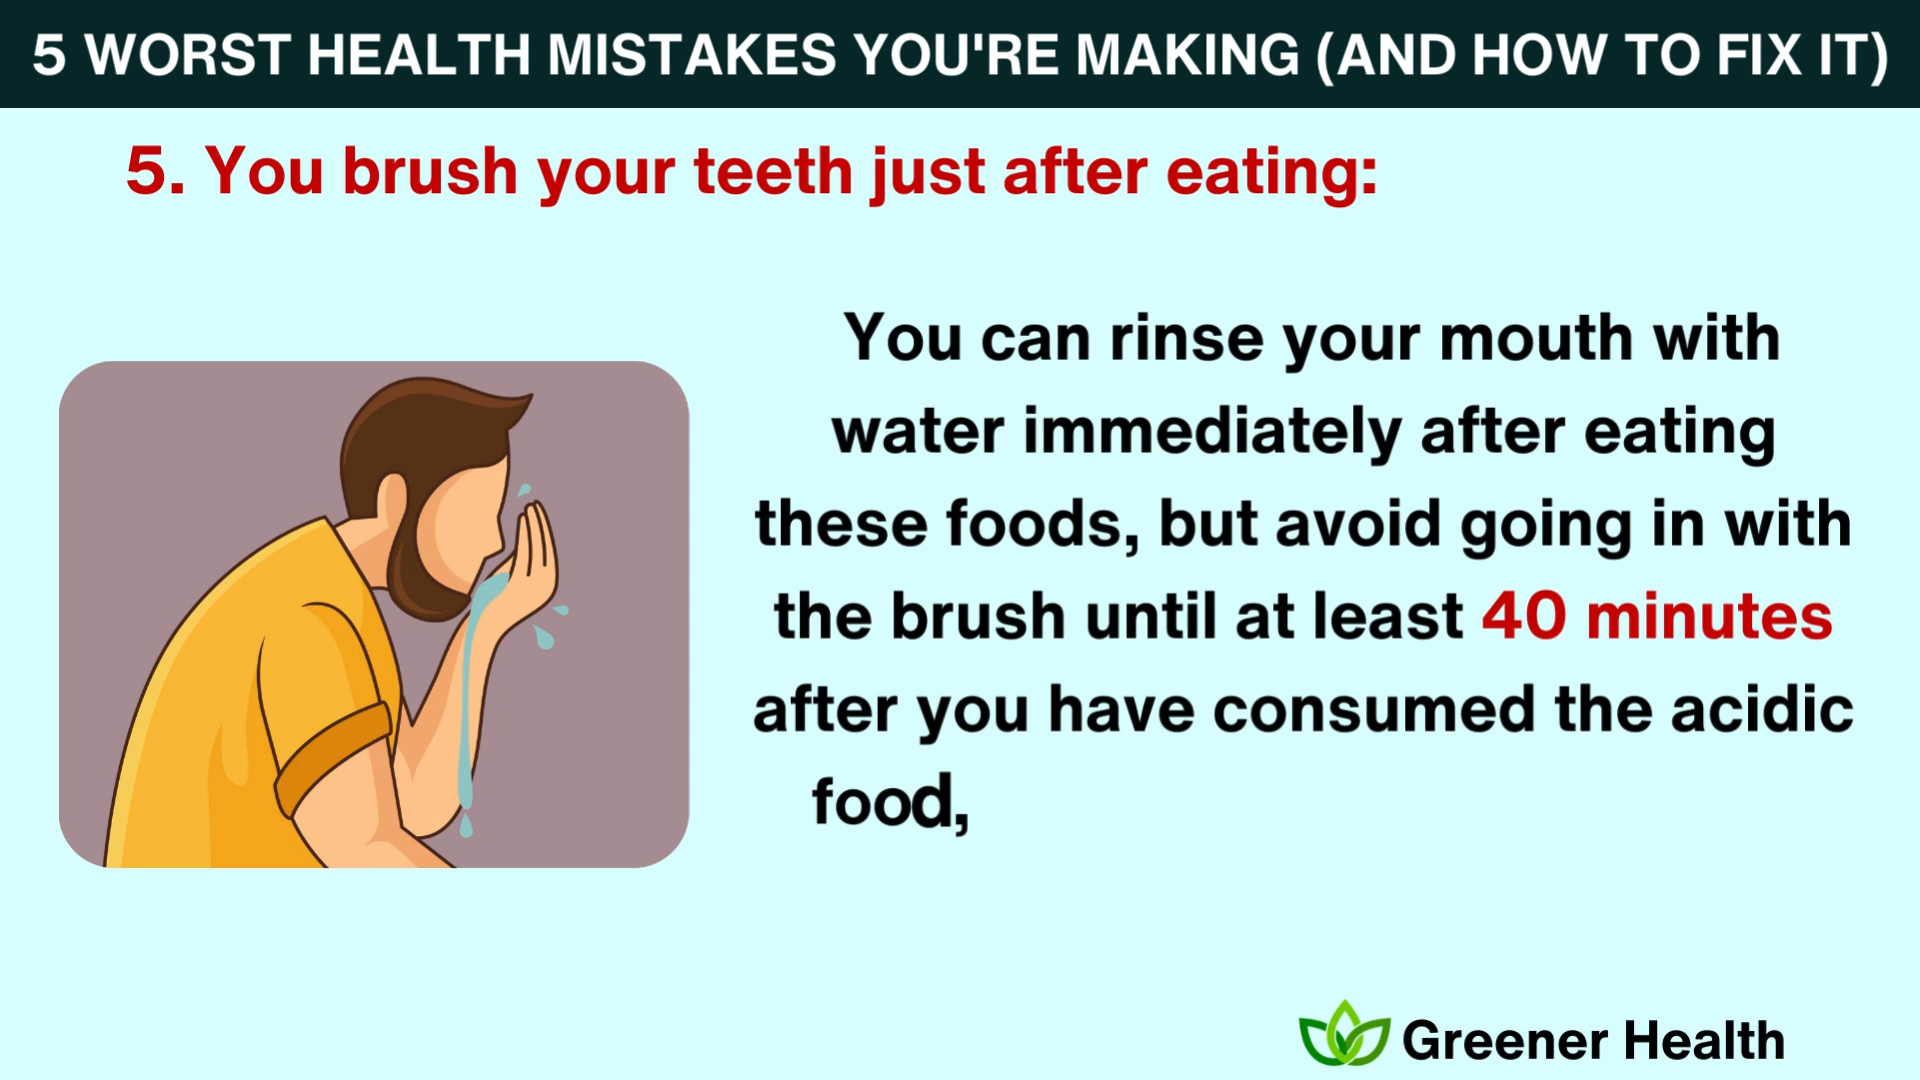 5 WORST HEALTH MISTAKES YOU'RE MAKING (AND HOW TO FIX IT)
5. You brush your teeth just after eating:
You can rinse your mouth with
water immediately after eating
these foods, but avoid going in with
the brush until at least 40 minutes
after you have consumed the acidic
food,
Greener Health